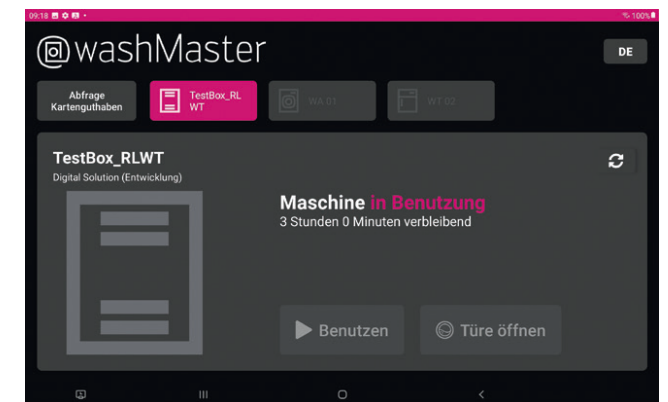 09:18
100%
@washMaster
DE
Abfrage
Kartenguthaben
TestBox_RL
WT
WA 01
WT 02
TestBox_RLWT
Digital Solution (Entwicklung)
Maschine in Benutzung
3 Stunden 0 Minuten verbleibend
Benutzen
Türe öffnen